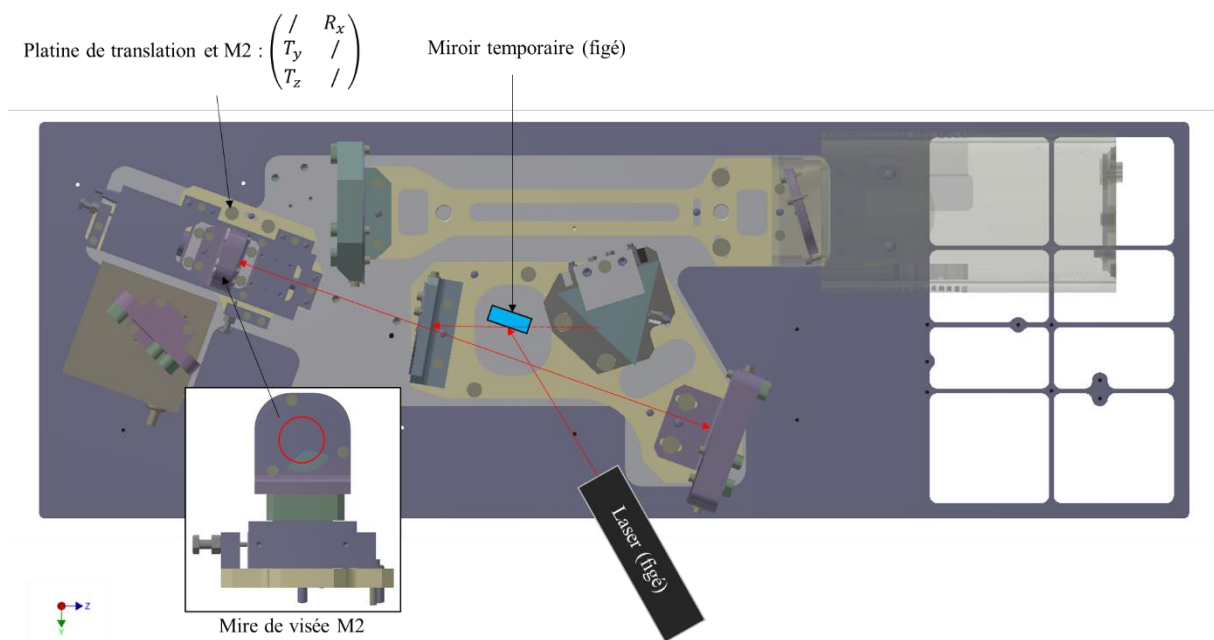 Platine de translation et M2 : ( / R_x
T_y /
T_z / )
Miroir temporaire (figé)
Laser (figé)
Mire de visée M2
Z
Y